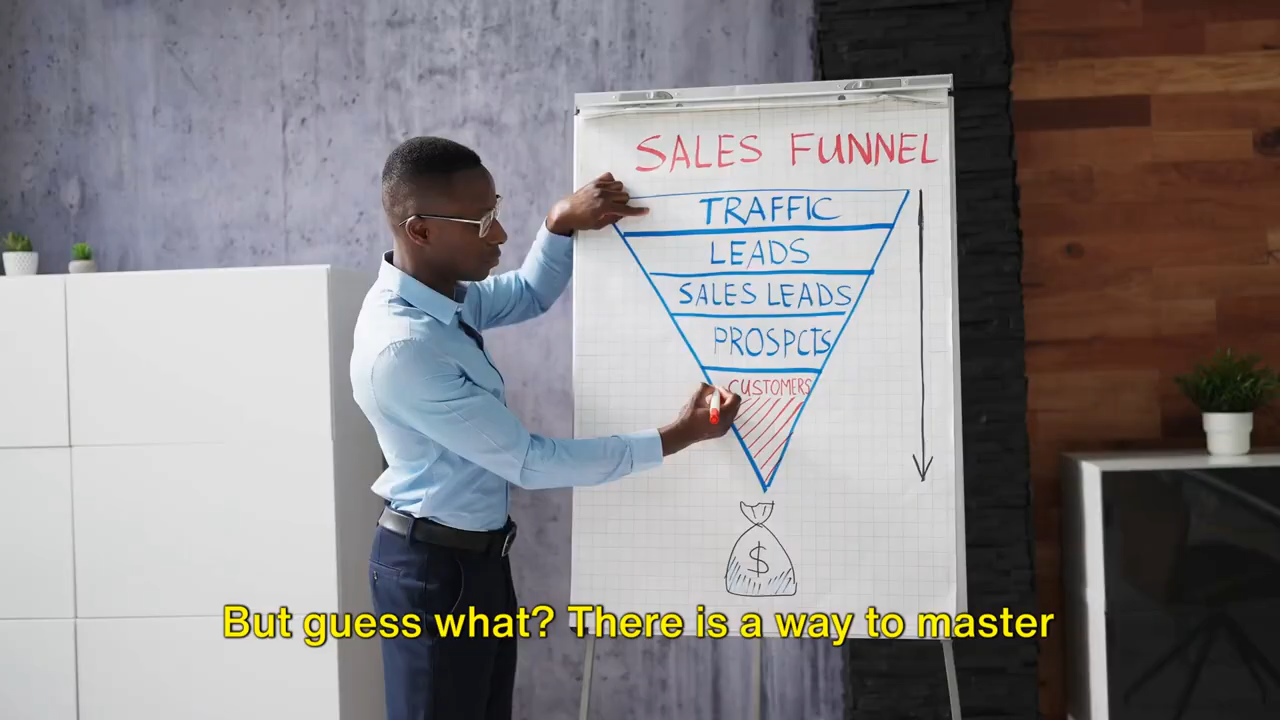 SALES FUNNEL
TRAFFIC
LEADS
SALES LEADS
PROSPCTS
CUSTOMERS
$
But guess what? There is a way to master